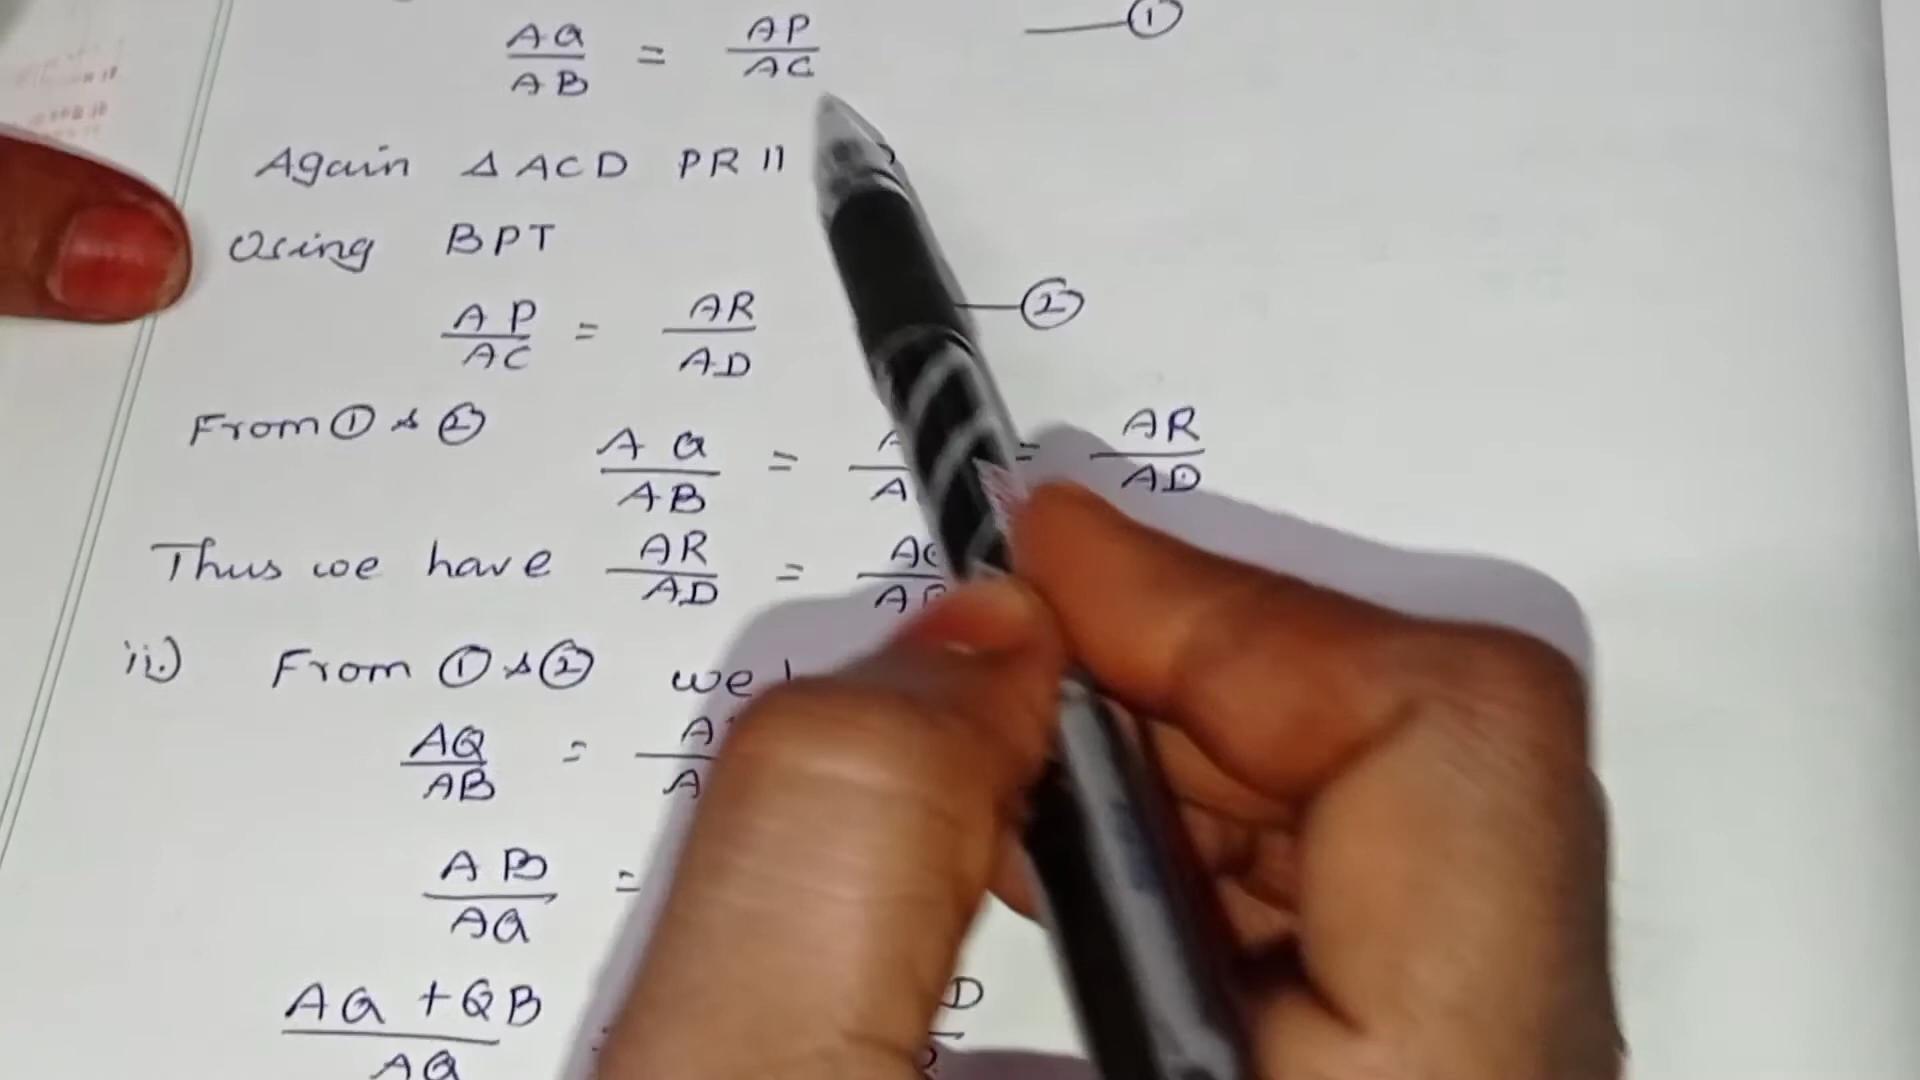 AQ/AB = AP/AC —①
Again Δ ACD PR ||
Using BPT
AP/AC = AR/AD —②
From ① & ② AQ/AB = = AR/AD
Thus we have AR/AD =
ii.) From ① & ② we
AQ/AB =
AB/AQ =
AQ + QB/AQ